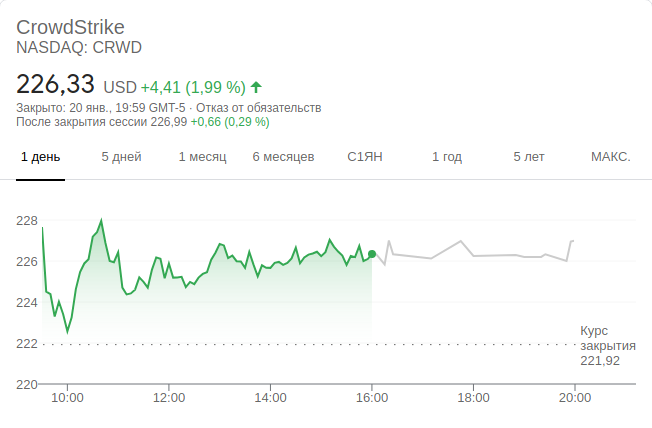 CrowdStrike
NASDAQ: CRWD
226,33 USD +4,41 (1,99 %)
Закрыто: 20 янв., 19:59 GMT-5 · Отказ от обязательств
После закрытия сессии 226,99 +0,66 (0,29 %)
1 день 5 дней 1 месяц 6 месяцев С1ЯН 1 год 5 лет МАКС.
228
226
224
222
220
Курс
закрытия
221,92
10:00 12:00 14:00 16:00 18:00 20:00